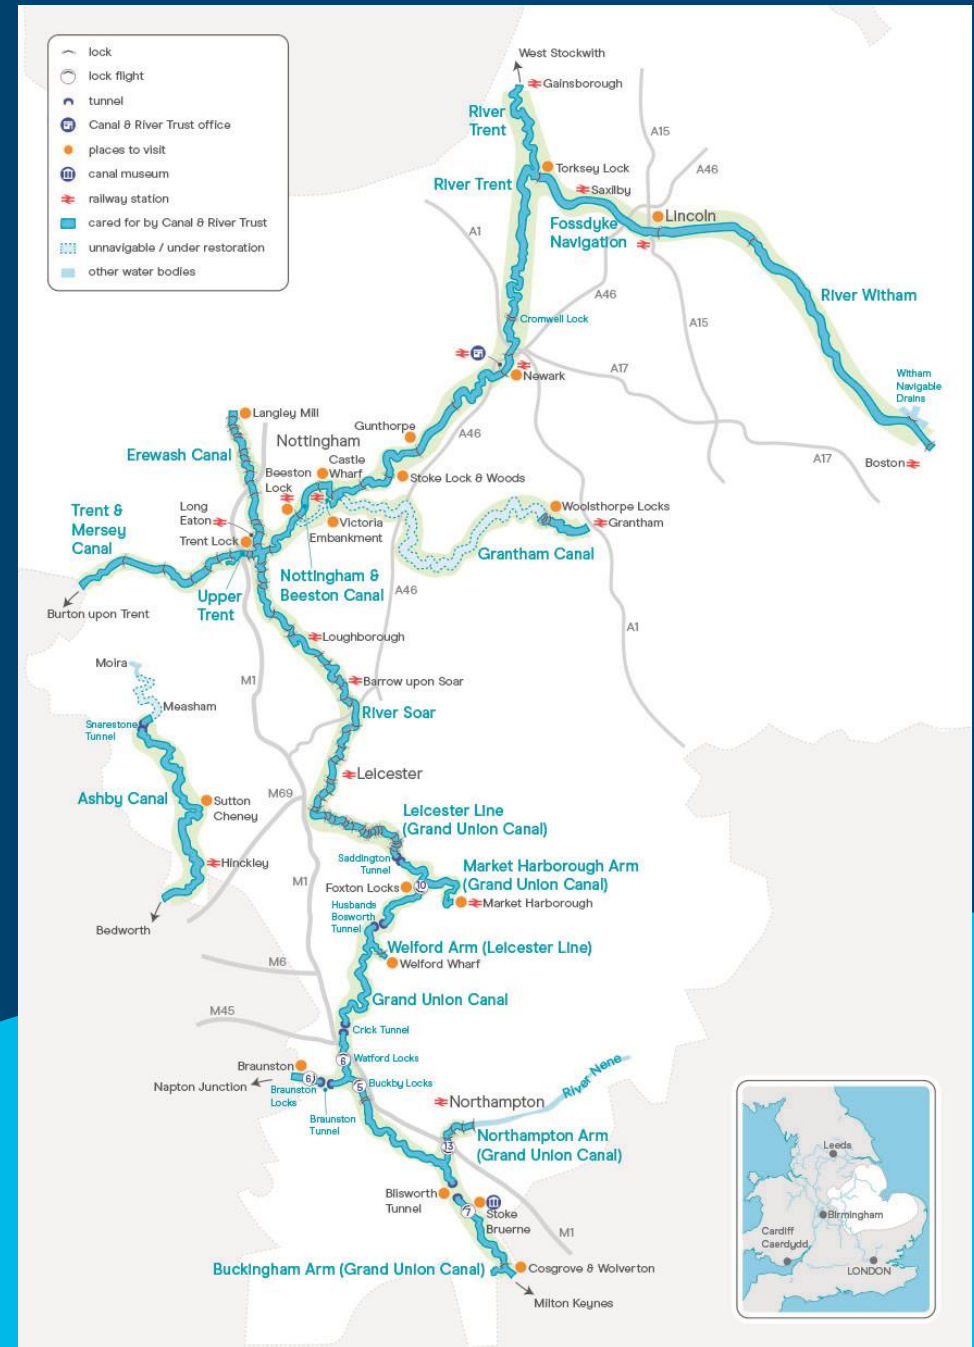 lock
lock flight
tunnel
Canal & River Trust office
places to visit
canal museum
railway station
cared for by Canal & River Trust
unnavigable / under restoration
other water bodies
West Stockwith
Gainsborough
River
Trent
A15
A46
Torksey Lock
River Trent
Saxilby
Lincoln
A1
Fossdyke
Navigation
A46
River Witham
Cromwell Lock
A15
Newark
A17
Witham
Navigable
Drains
Langley Mill
Gunthorpe
A46
Nottingham
Erewash Canal
Castle
Wharf
Beeston
Lock
A17
Boston
Stoke Lock & Woods
Trent &
Mersey
Canal
Long
Eaton
Woolsthorpe Locks
Grantham
Victoria
Embankment
Trent Lock
Grantham Canal
Nottingham &
Beeston Canal
Upper
Trent
A46
Burton upon Trent
A1
Loughborough
Moira
M1
Barrow upon Soar
Measham
River Soar
Snarestone
Tunnel
Leicester
Ashby Canal
M69
Sutton
Cheney
Leicester Line
(Grand Union Canal)
Saddington
Tunnel
Market Harborough Arm
(Grand Union Canal)
Hinckley
M1
Foxton Locks
10
Market Harborough
Husbands
Bosworth
Tunnel
Bedworth
Welford Arm (Leicester Line)
M6
Welford Wharf
Grand Union Canal
M45
Crick Tunnel
6
Watford Locks
Braunston
Napton Junction
6
Braunston
Locks
5
Buckby Locks
Braunston
Tunnel
River Nene
Northampton
13
Northampton Arm
(Grand Union Canal)
Blisworth
Tunnel
7
Stoke
Bruerne
M1
Buckingham Arm (Grand Union Canal)
Cosgrove & Wolverton
Milton Keynes
Leeds
Birmingham
Cardiff
Caerdydd
LONDON